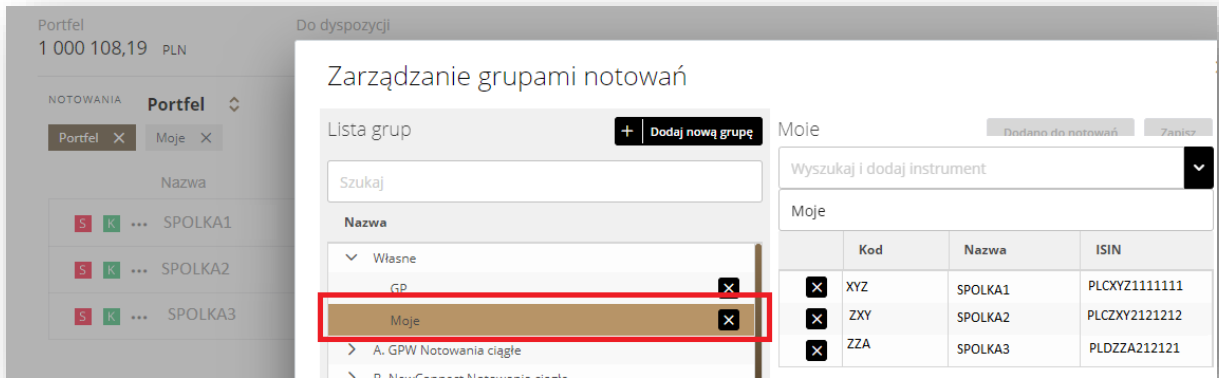 Portfel
Do dyspozycji
1 000 108,19 PLN
NOTOWANIA Portfel
Portfel X Moje X
Nazwa
S K ... SPOLKA1
S K ... SPOLKA2
S K ... SPOLKA3
Zarządzanie grupami notowań
Lista grup
+ Dodaj nową grupę
Szukaj
Nazwa
Własne
GP
Moje
A. GPW Notowania ciągłe
B. NewConnect Notowania ciągłe
Moje
Dodano do notowań
Zapisz
Wyszukaj i dodaj instrument
Moje
Kod Nazwa ISIN
XYZ SPOLKA1 PLCXYZ1111111
ZXY SPOLKA2 PLCZXY2121212
ZZA SPOLKA3 PLDZZA212121